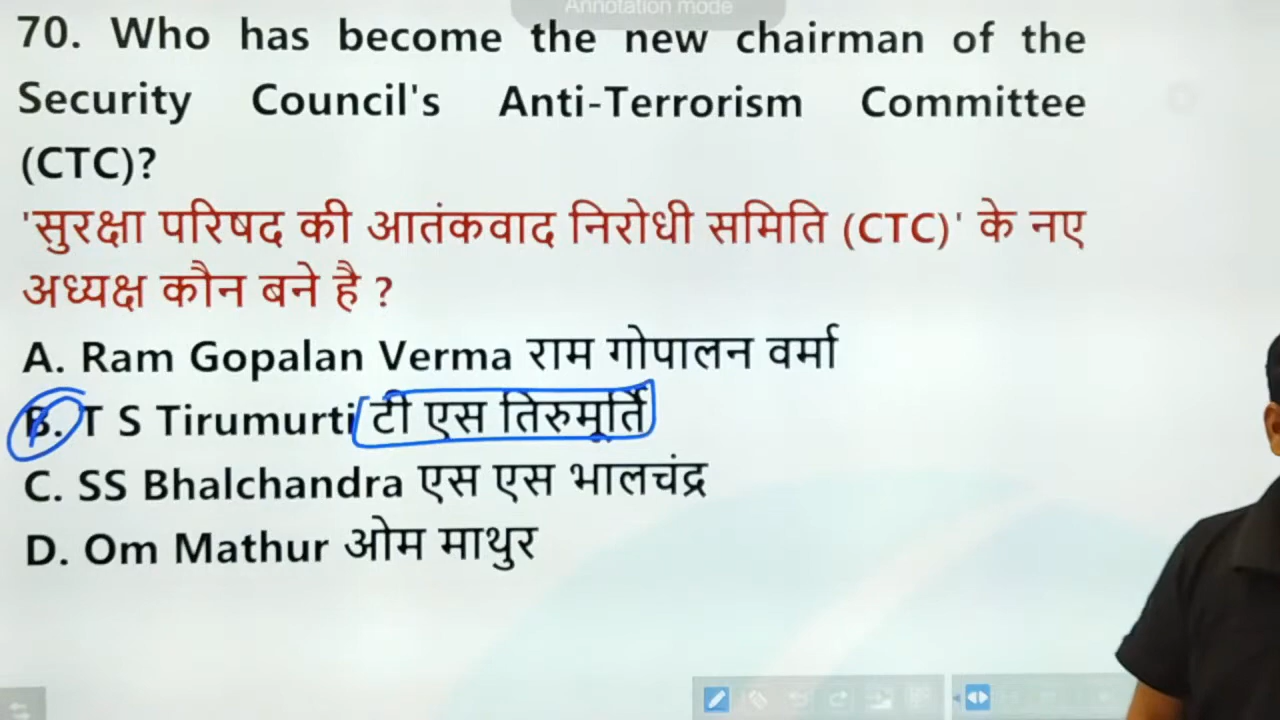 Annotation mode
70. Who has become the new chairman of the
Security Council's Anti-Terrorism Committee
(CTC)?
'सुरक्षा परिषद की आतंकवाद निरोधी समिति (CTC)' के नए
अध्यक्ष कौन बने है ?
A. Ram Gopalan Verma राम गोपालन वर्मा
B. T S Tirumurti टी एस तिरुमूर्ति
C. SS Bhalchandra एस एस भालचंद्र
D. Om Mathur ओम माथुर